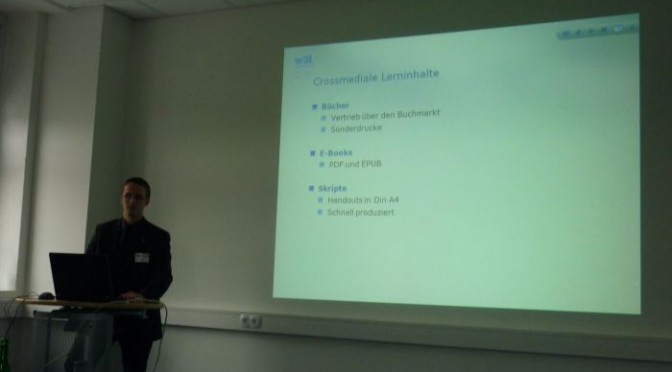 w3l
Crossmediale Lerninhalte
Bücher
Vertrieb über den Buchmarkt
Sonderdrucke
E-Books
PDF und EPUB
Skripte
Handouts in Din A4
Schnell produziert